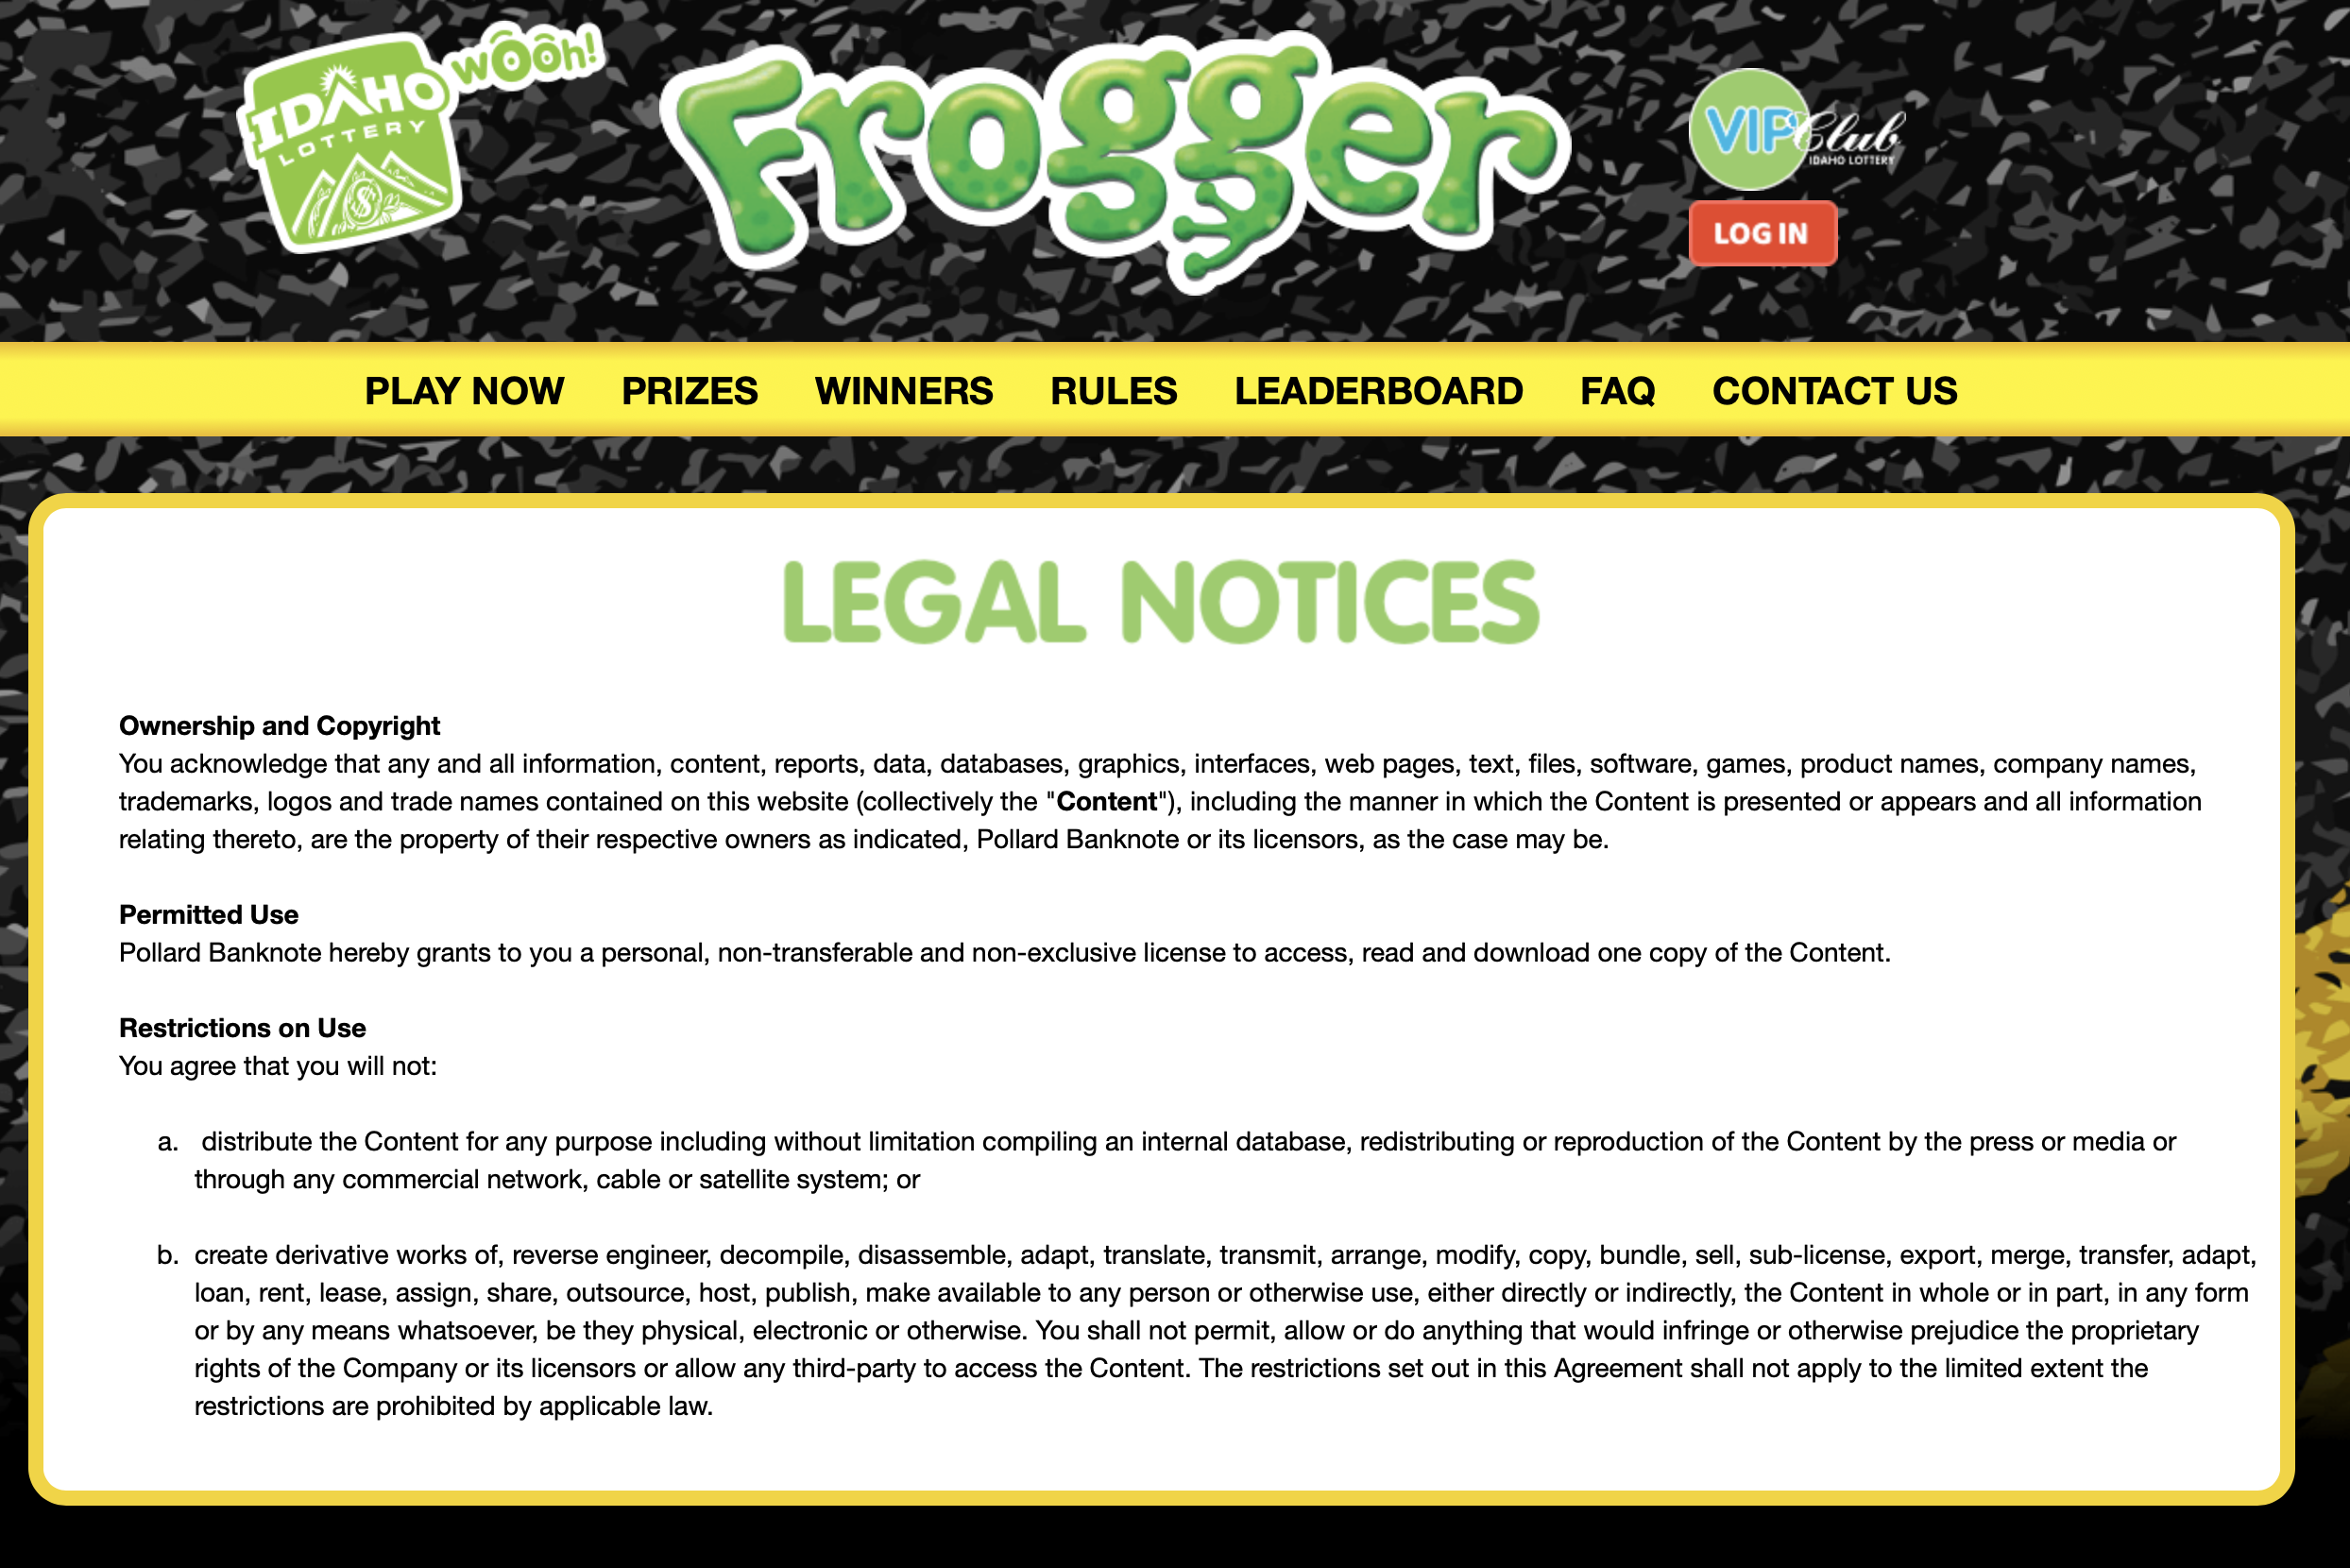 IDAHO
LOTTERY
wôôh!
Frogger
VIP Club
IDAHO LOTTERY
LOG IN
PLAY NOW PRIZES WINNERS RULES LEADERBOARD FAQ CONTACT US
LEGAL NOTICES
Ownership and Copyright
You acknowledge that any and all information, content, reports, data, databases, graphics, interfaces, web pages, text, files, software, games, product names, company names,
trademarks, logos and trade names contained on this website (collectively the "Content"), including the manner in which the Content is presented or appears and all information
relating thereto, are the property of their respective owners as indicated, Pollard Banknote or its licensors, as the case may be.
Permitted Use
Pollard Banknote hereby grants to you a personal, non-transferable and non-exclusive license to access, read and download one copy of the Content.
Restrictions on Use
You agree that you will not:
a. distribute the Content for any purpose including without limitation compiling an internal database, redistributing or reproduction of the Content by the press or media or
through any commercial network, cable or satellite system; or
b. create derivative works of, reverse engineer, decompile, disassemble, adapt, translate, transmit, arrange, modify, copy, bundle, sell, sub-license, export, merge, transfer, adapt,
loan, rent, lease, assign, share, outsource, host, publish, make available to any person or otherwise use, either directly or indirectly, the Content in whole or in part, in any form
or by any means whatsoever, be they physical, electronic or otherwise. You shall not permit, allow or do anything that would infringe or otherwise prejudice the proprietary
rights of the Company or its licensors or allow any third-party to access the Content. The restrictions set out in this Agreement shall not apply to the limited extent the
restrictions are prohibited by applicable law.